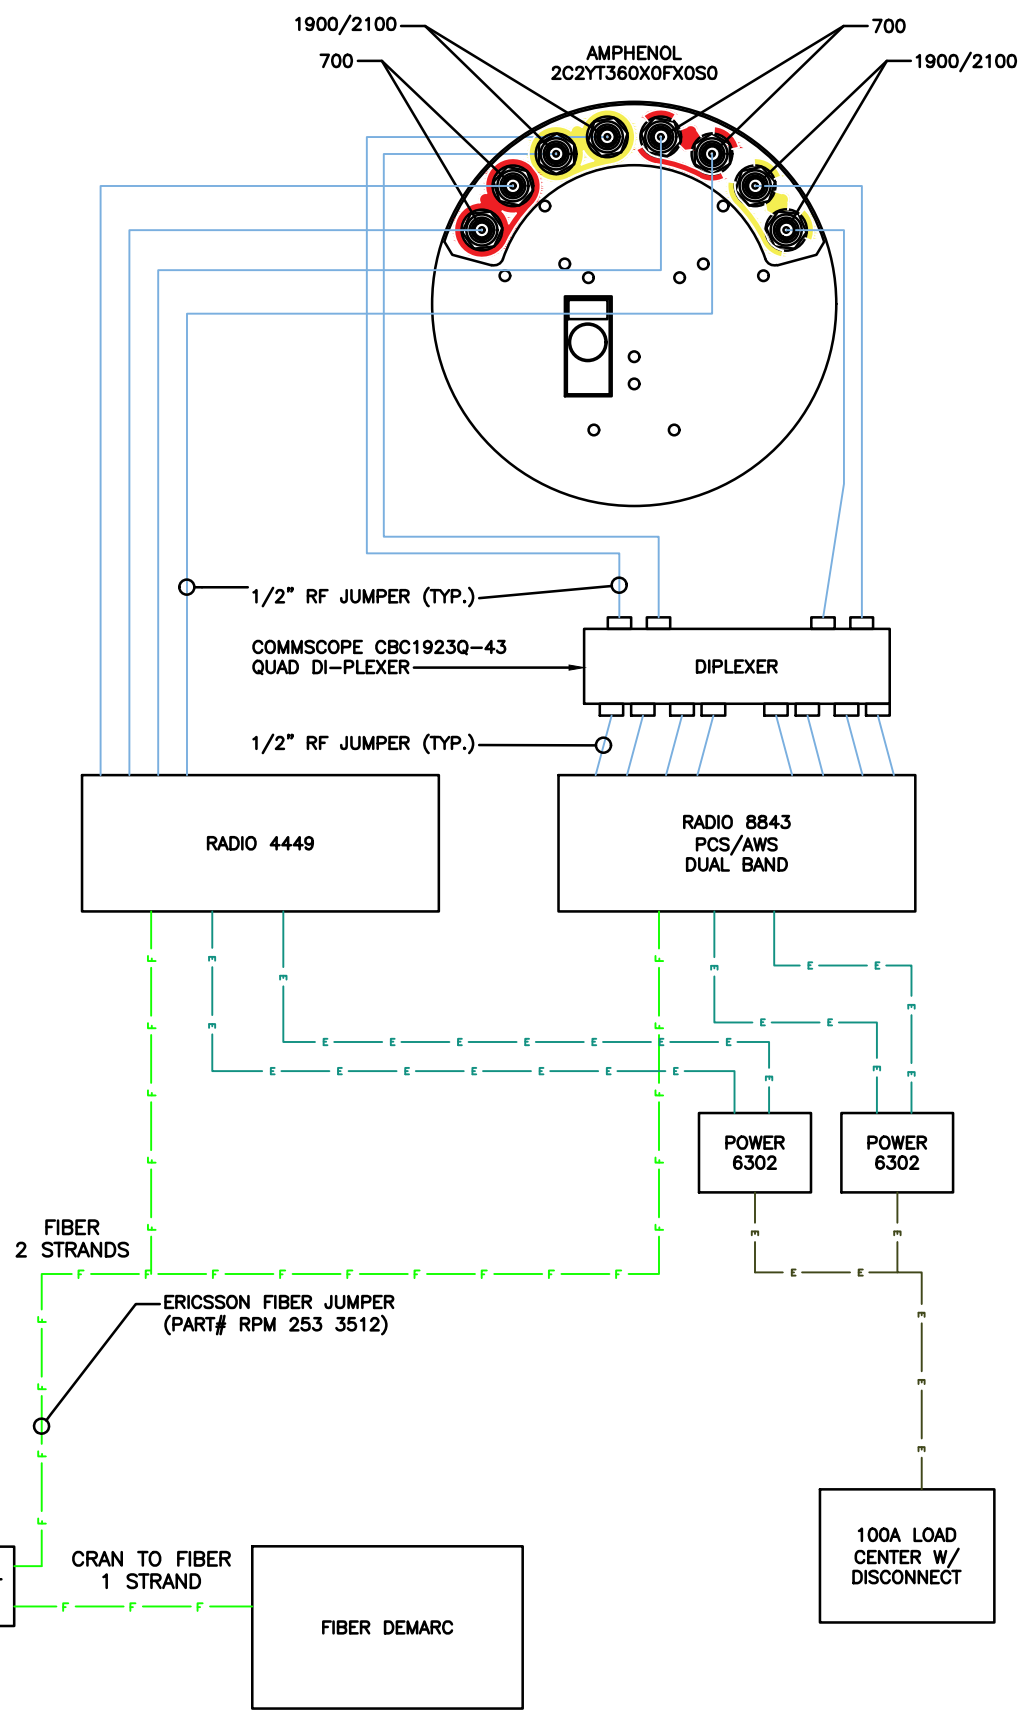 1900/2100
700
700
AMPHENOL
2C2YT360X0FX0S0
1900/2100
1/2" RF JUMPER (TYP.)
COMMSCOPE CBC1923Q-43
QUAD DI-PLEXER
DIPLEXER
1/2" RF JUMPER (TYP.)
RADIO 4449
RADIO 8843
PCS/AWS
DUAL BAND
POWER
6302
POWER
6302
FIBER
2 STRANDS
ERICSSON FIBER JUMPER
(PART# RPM 253 3512)
CRAN TO FIBER
1 STRAND
FIBER DEMARC
100A LOAD
CENTER W/
DISCONNECT